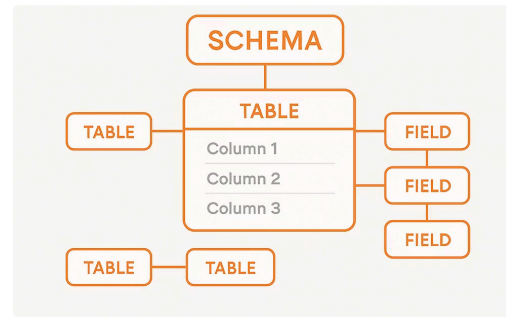 SCHEMA
TABLE
TABLE
Column 1
Column 2
Column 3
FIELD
FIELD
FIELD
TABLE
TABLE